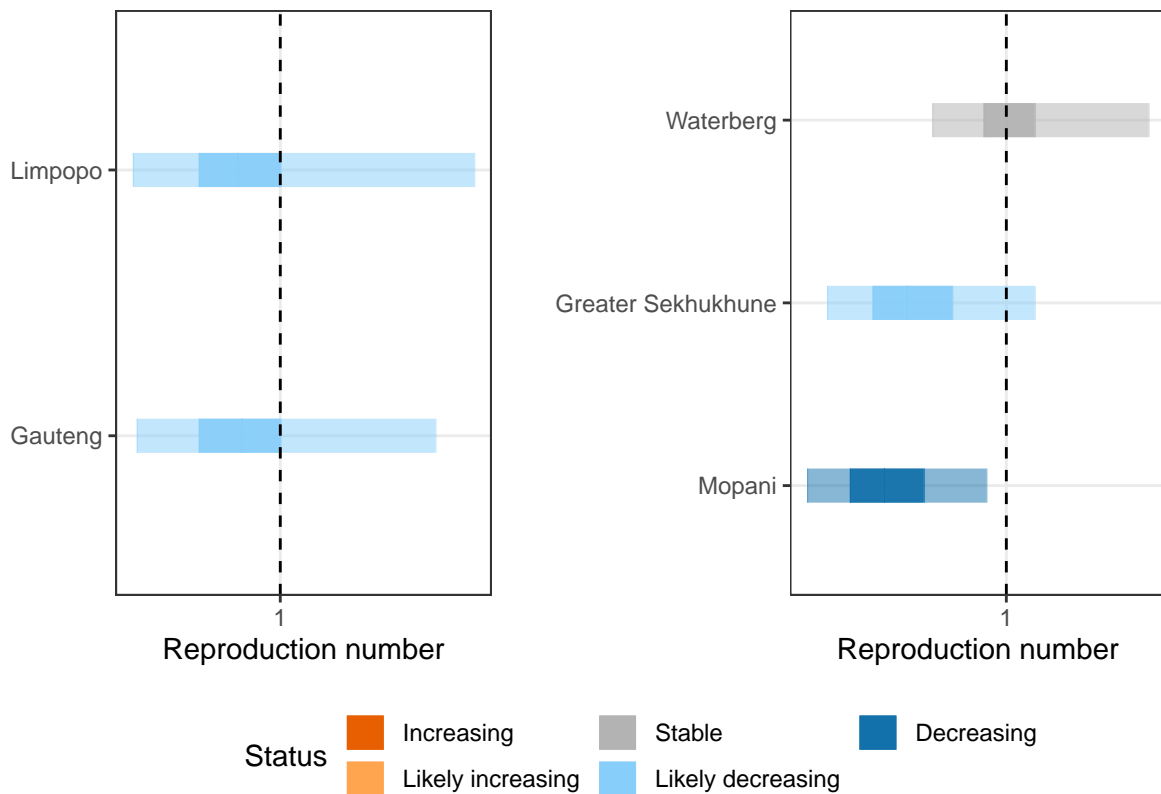 Limpopo
Gauteng
1
Reproduction number
Waterberg
Greater Sekhukhune
Mopani
1
Reproduction number
Status
Increasing
Stable
Decreasing
Likely increasing
Likely decreasing